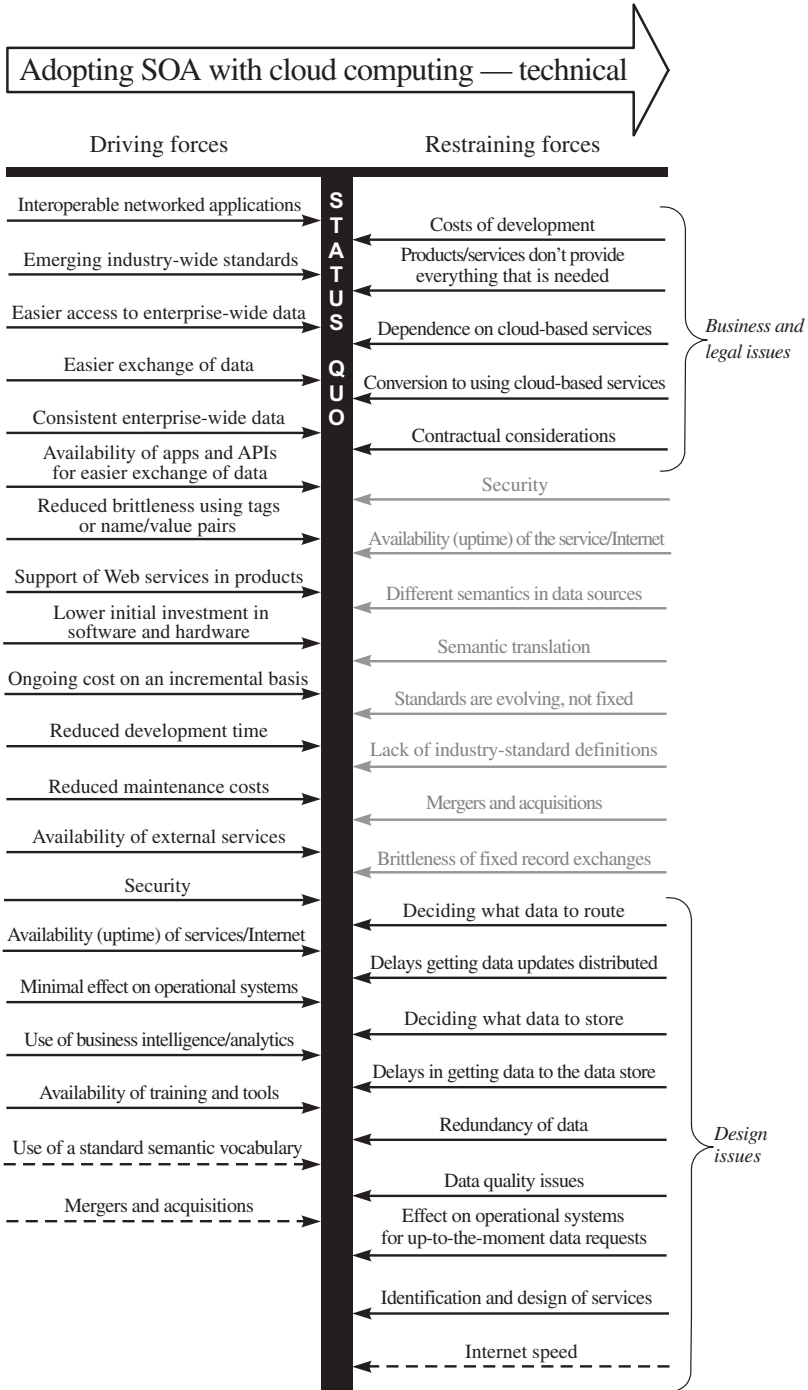 Adopting SOA with cloud computing — technical
Driving forces
Restraining forces
STATUS QUO
Interoperable networked applications
Emerging industry-wide standards
Easier access to enterprise-wide data
Easier exchange of data
Consistent enterprise-wide data
Availability of apps and APIs
for easier exchange of data
Reduced brittleness using tags
or name/value pairs
Support of Web services in products
Lower initial investment in
software and hardware
Ongoing cost on an incremental basis
Reduced development time
Reduced maintenance costs
Availability of external services
Security
Availability (uptime) of services/Internet
Minimal effect on operational systems
Use of business intelligence/analytics
Availability of training and tools
Use of a standard semantic vocabulary
Mergers and acquisitions
Costs of development
Products/services don’t provide
everything that is needed
Dependence on cloud-based services
Conversion to using cloud-based services
Contractual considerations
Business and
legal issues
Security
Availability (uptime) of the service/Internet
Different semantics in data sources
Semantic translation
Standards are evolving, not fixed
Lack of industry-standard definitions
Mergers and acquisitions
Brittleness of fixed record exchanges
Deciding what data to route
Delays getting data updates distributed
Deciding what data to store
Delays in getting data to the data store
Redundancy of data
Data quality issues
Effect on operational systems
for up-to-the-moment data requests
Identification and design of services
Internet speed
Design
issues